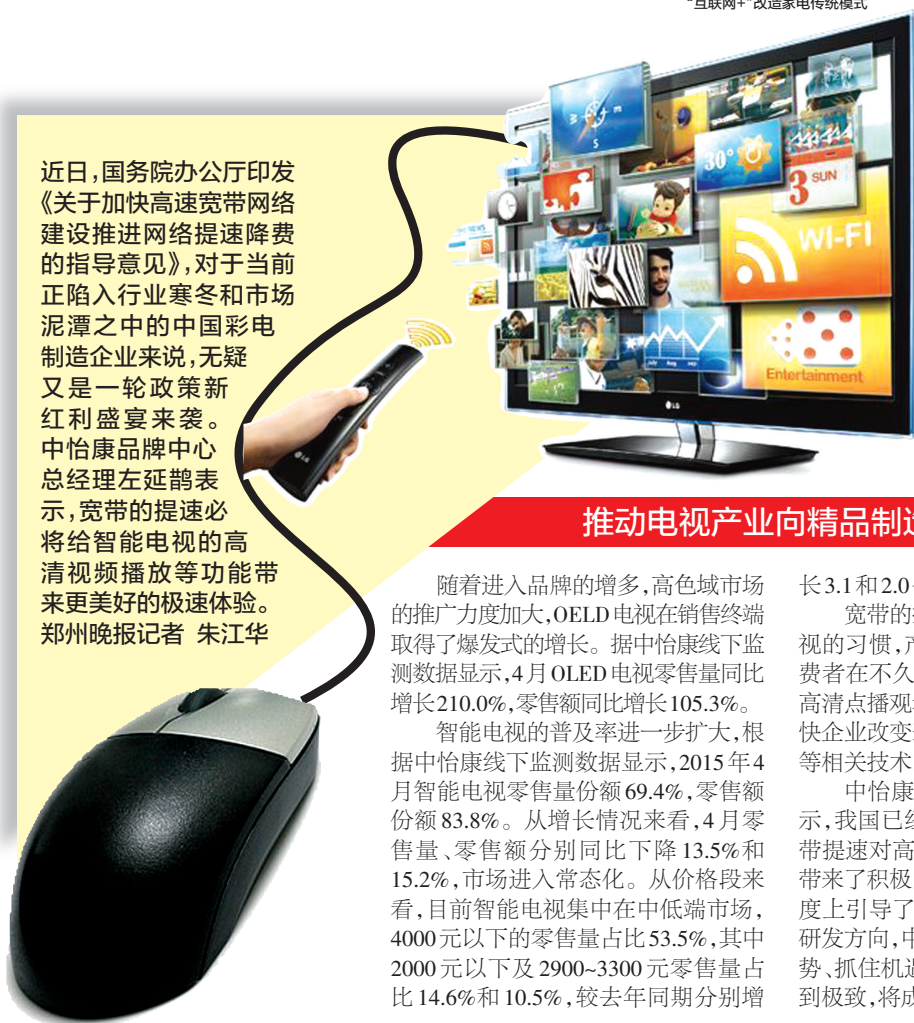 “互联网+”改造家电传统模式
近日，国务院办公厅印发
《关于加快高速宽带网络
建设推进网络提速降费
的指导意见》，对于当前
正陷入行业寒冬和市场
泥潭之中的中国彩电
制造企业来说，无疑
又是一轮政策新
红利盛宴来袭。
中怡康品牌中心
总经理左延鹊表
示，宽带的提速必
将给智能电视的高
清视频播放等功能带
来更美好的极速体验。
郑州晚报记者 朱江华
30°
3 SUN
WI-FI
Entertainment
July Aug sep
LG
LG
推动电视产业向精品制造
随着进入品牌的增多，高色域市场
的推广力度加大，OELD电视在销售终端
取得了爆发式的增长。据中怡康线下监
测数据显示，4月OLED电视零售量同比
增长210.0%，零售额同比增长105.3%。
智能电视的普及率进一步扩大，根
据中怡康线下监测数据显示，2015年4
月智能电视零售量份额69.4%，零售额
份额83.8%。从增长情况来看，4月零
售量、零售额分别同比下降13.5%和
15.2%，市场进入常态化。从价格段来
看，目前智能电视集中在中低端市场，
4000元以下的零售量占比53.5%，其中
2000元以下及2900~3300元零售量占
比14.6%和10.5%，较去年同期分别增
长3.1和2.0
宽带的
视的习惯，
费者在不久
高清点播观
快企业改变
等相关技术
中怡康
示，我国已经
带提速对高
带来了积极
度上引导了
研发方向，中
势、抓住机遇
到极致，将成